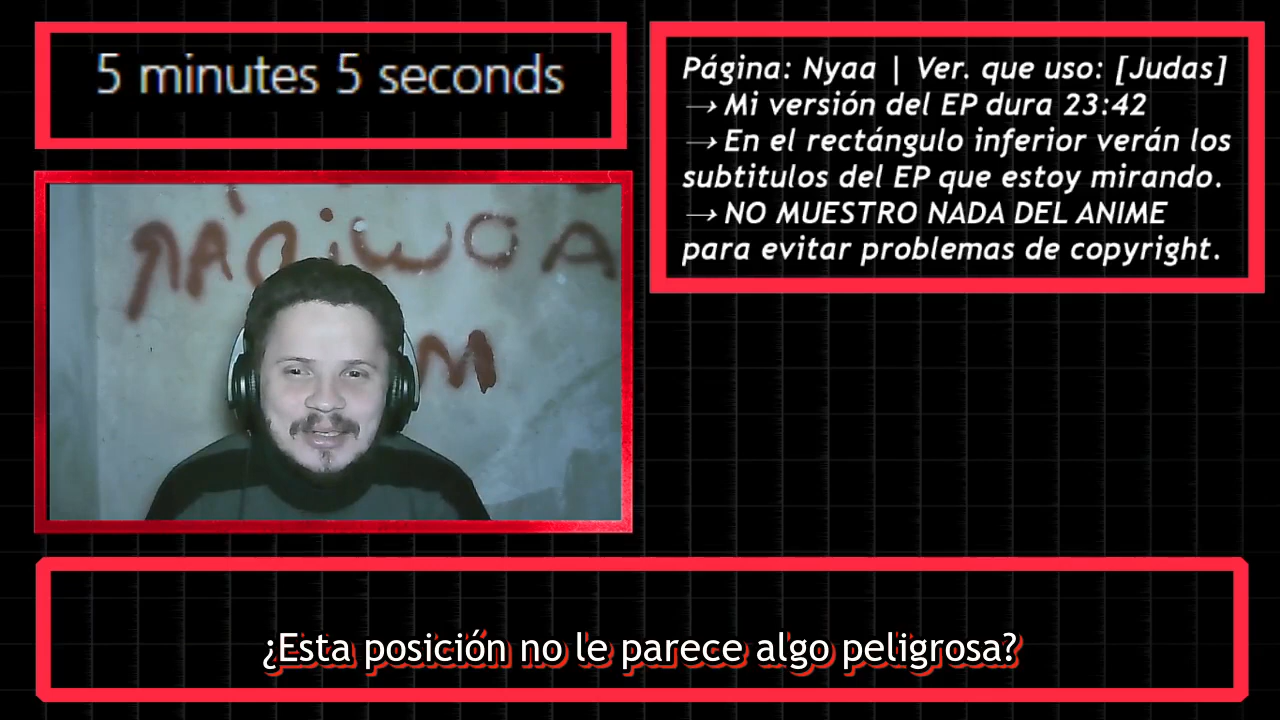 5 minutes 5 seconds
Página: Nyaa | Ver. que uso: [Judas]
→ Mi versión del EP dura 23:42
→ En el rectángulo inferior verán los
subtitulos del EP que estoy mirando.
→ NO MUESTRO NADA DEL ANIME
para evitar problemas de copyright.
¿Esta posición no le parece algo peligrosa?